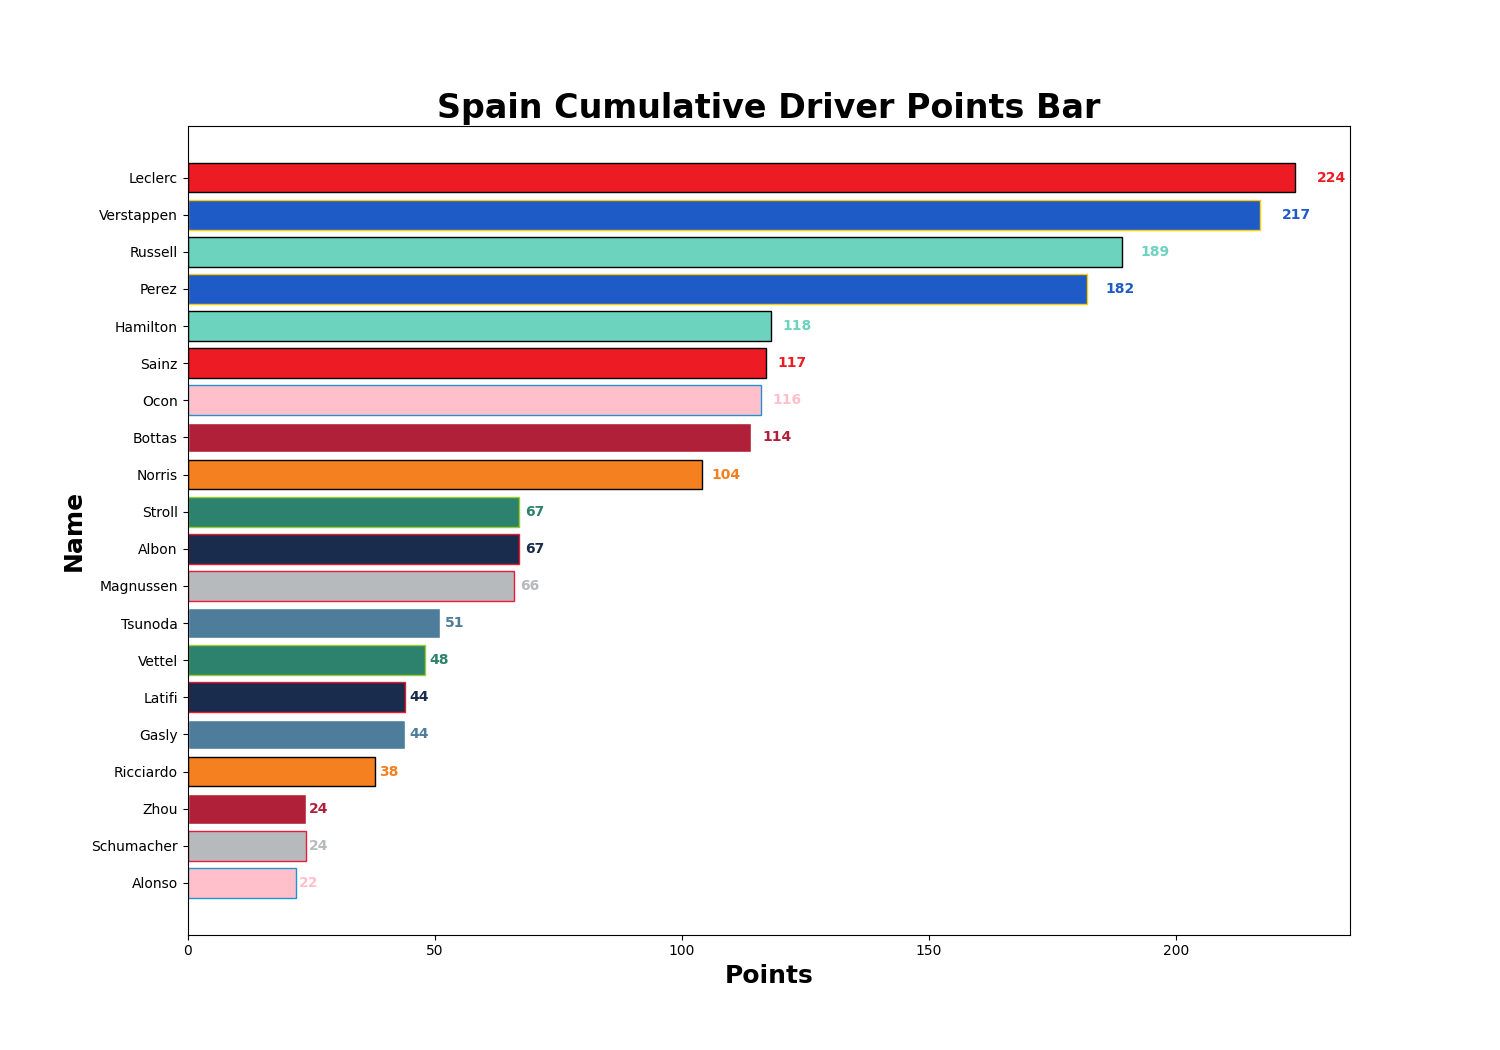 Spain Cumulative Driver Points Bar
Leclerc 224
Verstappen 217
Russell 189
Perez 182
Hamilton 118
Sainz 117
Ocon 116
Bottas 114
Norris 104
Stroll 67
Albon 67
Magnussen 66
Tsunoda 51
Vettel 48
Latifi 44
Gasly 44
Ricciardo 38
Zhou 24
Schumacher 24
Alonso 22
Name
0 50 100 150 200
Points